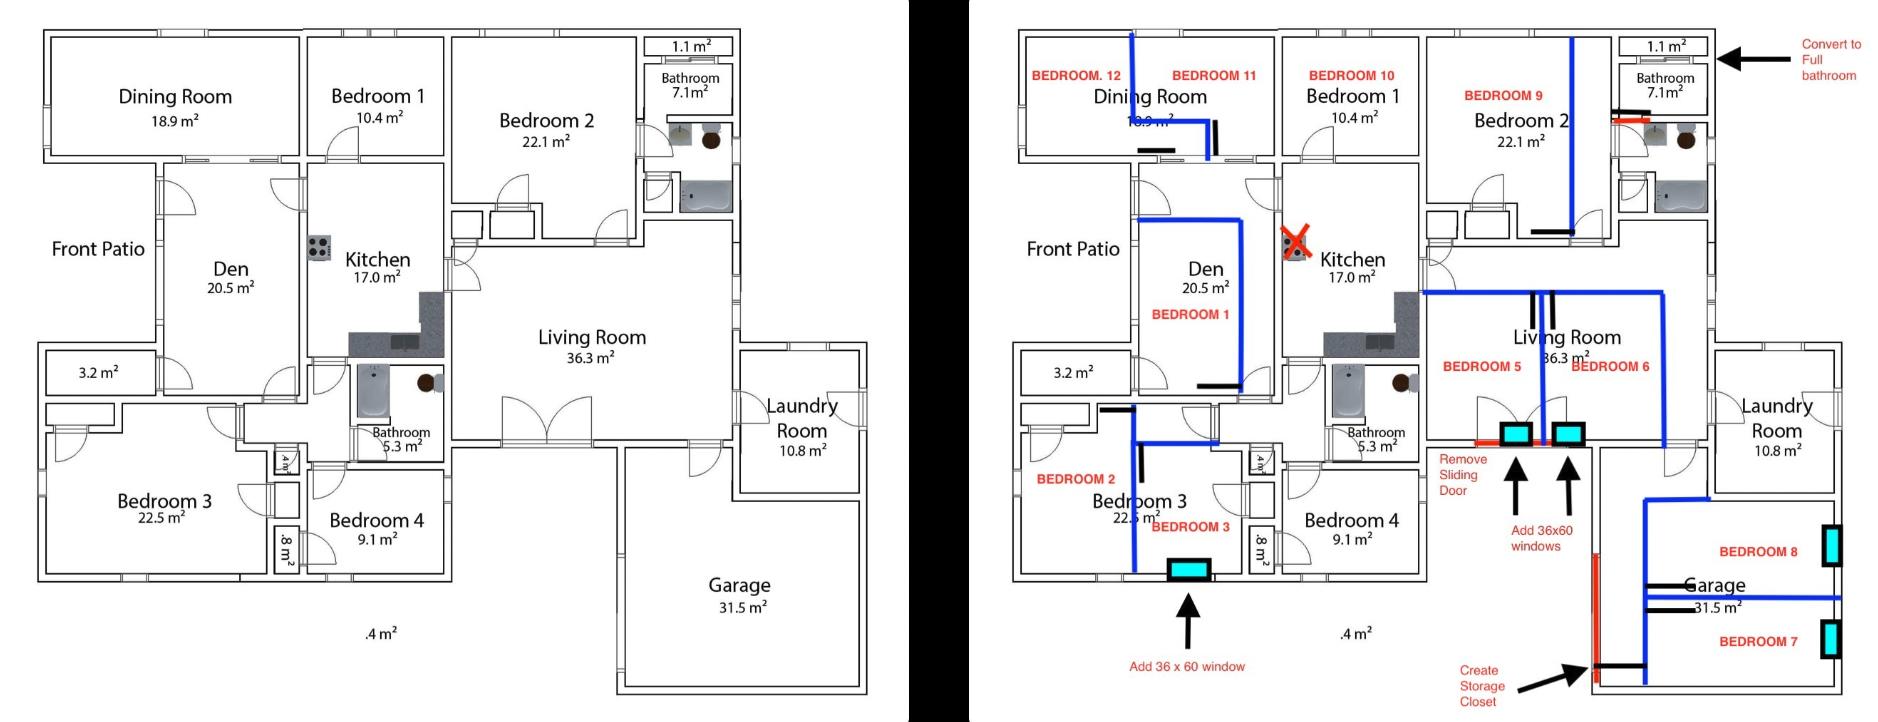 1.1 m²
Dining Room
18.9 m²
Bedroom 1
10.4 m²
Bedroom 2
22.1 m²
Bathroom
7.1m²
Front Patio
Den
20.5 m²
Kitchen
17.0 m²
Living Room
36.3 m²
3.2 m²
Laundry
Room
10.8 m²
Bathroom
5.3 m²
.4 m²
Bedroom 3
22.5 m²
Bedroom 4
9.1 m²
.8 m²
Garage
31.5 m²
.4 m²
1.1 m²
Convert to
Full
bathroom
BEDROOM. 12
BEDROOM 11
Dining Room
18.9 m²
BEDROOM 10
Bedroom 1
10.4 m²
BEDROOM 9
Bedroom 2
22.1 m²
Bathroom
7.1m²
Front Patio
Den
20.5 m²
BEDROOM 1
Kitchen
17.0 m²
Living Room
36.3 m²
BEDROOM 5
BEDROOM 6
3.2 m²
Laundry
Room
10.8 m²
Bathroom
5.3 m²
.4 m²
Remove
Sliding
Door
BEDROOM 2
Bedroom 3
22.5 m²
BEDROOM 3
Bedroom 4
9.1 m²
.8 m²
Add 36x60
windows
BEDROOM 8
Garage
31.5 m²
BEDROOM 7
.4 m²
Add 36 x 60 window
Create
Storage
Closet